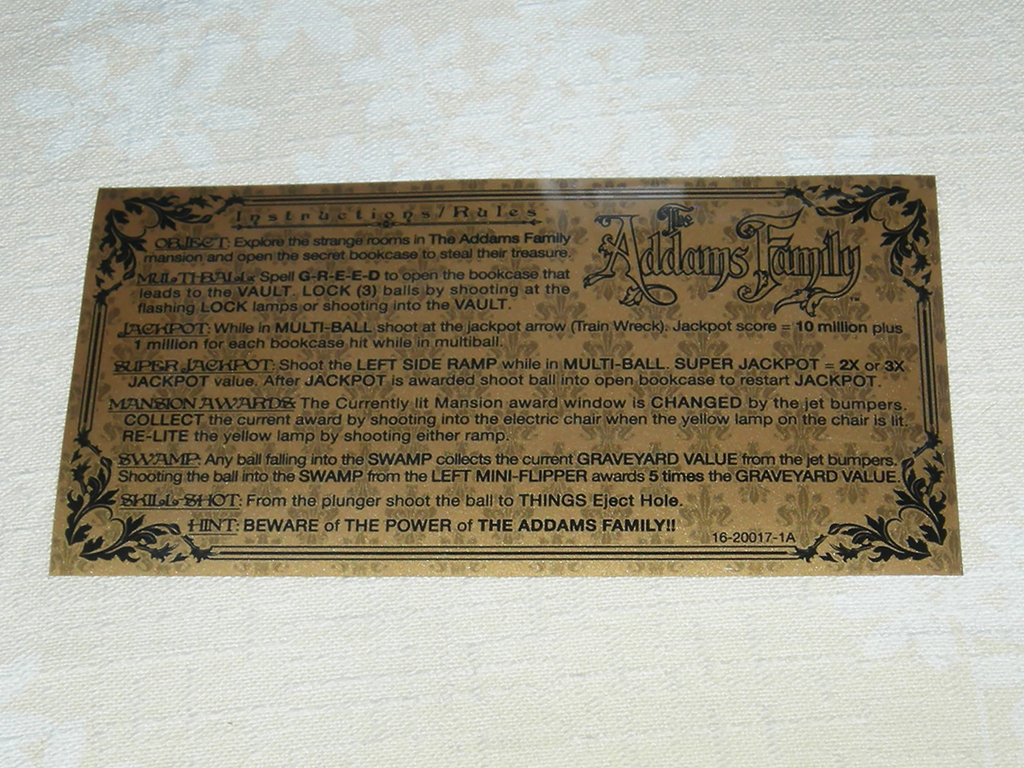 Instructions/Rules
The
Addams Family
™
OBJECT: Explore the strange rooms in The Addams Family
mansion and open the secret bookcase to steal their treasure.
MULTI-BALL: Spell G-R-E-E-D to open the bookcase that
leads to the VAULT. LOCK (3) balls by shooting at the
flashing LOCK lamps or shooting into the VAULT.
JACKPOT: While in MULTI-BALL shoot at the jackpot arrow (Train Wreck). Jackpot score = 10 million plus
1 million for each bookcase hit while in multiball.
SUPER JACKPOT: Shoot the LEFT SIDE RAMP while in MULTI-BALL. SUPER JACKPOT = 2X or 3X
JACKPOT value. After JACKPOT is awarded shoot ball into open bookcase to restart JACKPOT.
MANSION AWARDS: The Currently lit Mansion award window is CHANGED by the jet bumpers.
COLLECT the current award by shooting into the electric chair when the yellow lamp on the chair is lit.
RE-LITE the yellow lamp by shooting either ramp.
SWAMP: Any ball falling into the SWAMP collects the current GRAVEYARD VALUE from the jet bumpers.
Shooting the ball into the SWAMP from the LEFT MINI-FLIPPER awards 5 times the GRAVEYARD VALUE.
SKILL SHOT: From the plunger shoot the ball to THINGS Eject Hole.
HINT: BEWARE of THE POWER of THE ADDAMS FAMILY!!
16-20017-1A